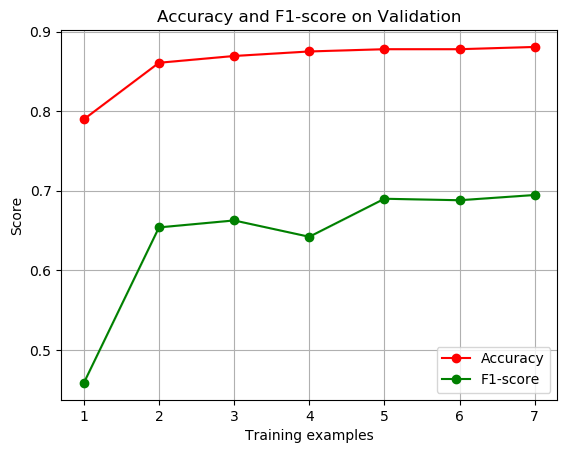 Accuracy and F1-score on Validation
0.9
0.8
0.7
0.6
0.5
Score
1 2 3 4 5 6 7
Training examples
Accuracy
F1-score